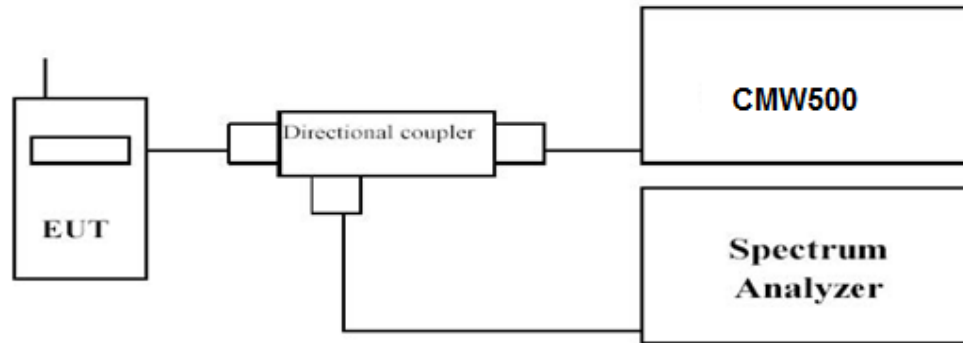 CMW500
Directional coupler
EUT
Spectrum
Analyzer